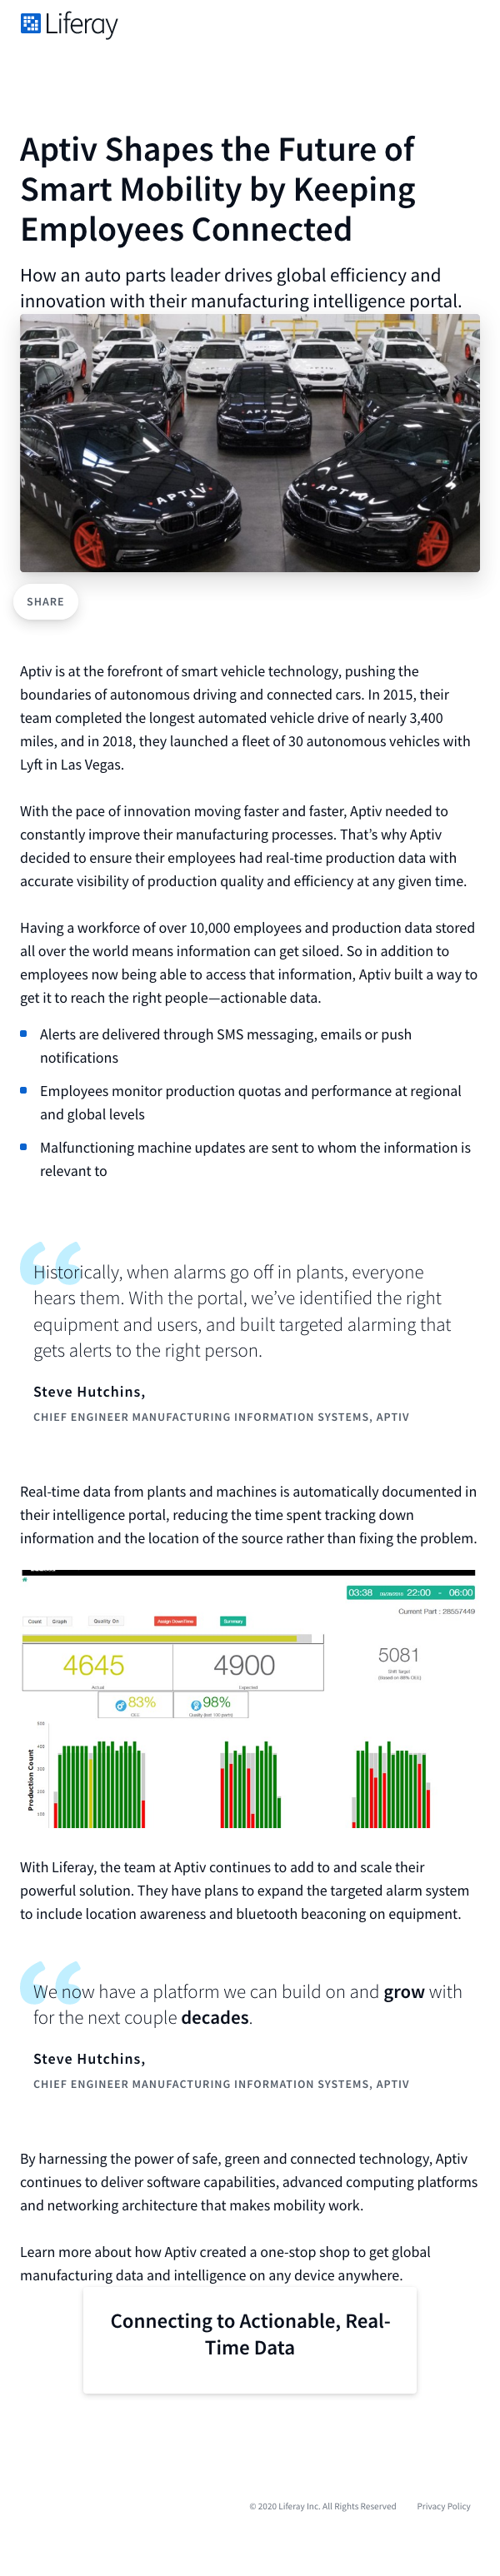 Liferay
Aptiv Shapes the Future of
Smart Mobility by Keeping
Employees Connected
How an auto parts leader drives global efficiency and
innovation with their manufacturing intelligence portal.
APTIV
APTIV
SHARE
Aptiv is at the forefront of smart vehicle technology, pushing the
boundaries of autonomous driving and connected cars. In 2015, their
team completed the longest automated vehicle drive of nearly 3,400
miles, and in 2018, they launched a fleet of 30 autonomous vehicles with
Lyft in Las Vegas.
With the pace of innovation moving faster and faster, Aptiv needed to
constantly improve their manufacturing processes. That’s why Aptiv
decided to ensure their employees had real-time production data with
accurate visibility of production quality and efficiency at any given time.
Having a workforce of over 10,000 employees and production data stored
all over the world means information can get siloed. So in addition to
employees now being able to access that information, Aptiv built a way to
get it to reach the right people—actionable data.
Alerts are delivered through SMS messaging, emails or push
notifications
Employees monitor production quotas and performance at regional
and global levels
Malfunctioning machine updates are sent to whom the information is
relevant to
Historically, when alarms go off in plants, everyone
hears them. With the portal, we’ve identified the right
equipment and users, and built targeted alarming that
gets alerts to the right person.
Steve Hutchins,
CHIEF ENGINEER MANUFACTURING INFORMATION SYSTEMS, APTIV
Real-time data from plants and machines is automatically documented in
their intelligence portal, reducing the time spent tracking down
information and the location of the source rather than fixing the problem.
03:38 22:00 - 06:00
Current Part : 28557449
Count Graph Quality On Assign DownTime Summary
4645 4900 5081
Actual Expected Shift Target
(Based on 86% OEE)
83% 98%
OEE Quality (last 100 parts)
Production Count
500
400
300
200
100
With Liferay, the team at Aptiv continues to add to and scale their
powerful solution. They have plans to expand the targeted alarm system
to include location awareness and bluetooth beaconing on equipment.
We now have a platform we can build on and grow with
for the next couple decades.
Steve Hutchins,
CHIEF ENGINEER MANUFACTURING INFORMATION SYSTEMS, APTIV
By harnessing the power of safe, green and connected technology, Aptiv
continues to deliver software capabilities, advanced computing platforms
and networking architecture that makes mobility work.
Learn more about how Aptiv created a one-stop shop to get global
manufacturing data and intelligence on any device anywhere.
Connecting to Actionable, Real-
Time Data
© 2020 Liferay Inc. All Rights Reserved Privacy Policy